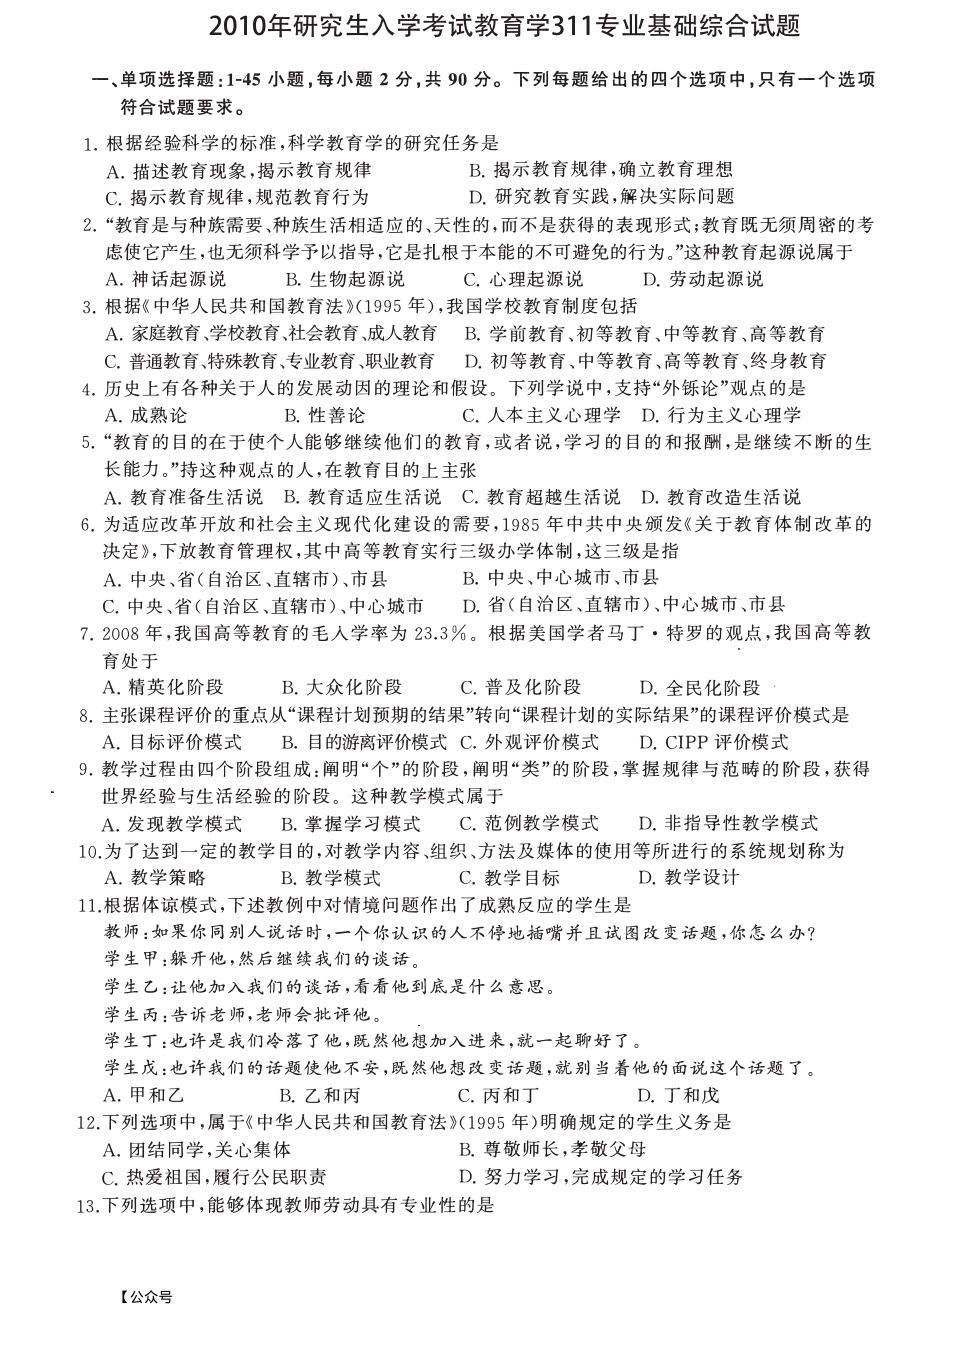 2010年研究生入学考试教育学311专业基础综合试题
一、单项选择题:1-45 小题,每小题 2 分,共 90 分。下列每题给出的四个选项中,只有一个选项
符合试题要求。
1. 根据经验科学的标准,科学教育学的研究任务是
A. 描述教育现象,揭示教育规律 B. 揭示教育规律,确立教育理想
C. 揭示教育规律,规范教育行为 D. 研究教育实践,解决实际问题
2. “教育是与种族需要、种族生活相适应的、天性的,而不是获得的表现形式;教育既无须周密的考
虑使它产生,也无须科学予以指导,它是扎根于本能的不可避免的行为。”这种教育起源说属于
A. 神话起源说 B. 生物起源说 C. 心理起源说 D. 劳动起源说
3. 根据《中华人民共和国教育法》(1995 年),我国学校教育制度包括
A. 家庭教育、学校教育、社会教育、成人教育 B. 学前教育、初等教育、中等教育、高等教育
C. 普通教育、特殊教育、专业教育、职业教育 D. 初等教育、中等教育、高等教育、终身教育
4. 历史上有各种关于人的发展动因的理论和假设。下列学说中,支持“外铄论”观点的是
A. 成熟论 B. 性善论 C. 人本主义心理学 D. 行为主义心理学
5. “教育的目的在于使个人能够继续他们的教育,或者说,学习的目的和报酬,是继续不断的生
长能力。”持这种观点的人,在教育目的上主张
A. 教育准备生活说 B. 教育适应生活说 C. 教育超越生活说 D. 教育改造生活说
6. 为适应改革开放和社会主义现代化建设的需要,1985 年中共中央颁发《关于教育体制改革的
决定》,下放教育管理权,其中高等教育实行三级办学体制,这三级是指
A. 中央、省(自治区、直辖市)、市县 B. 中央、中心城市、市县
C. 中央、省(自治区、直辖市)、中心城市 D. 省(自治区、直辖市)、中心城市、市县
7. 2008 年,我国高等教育的毛入学率为 23.3%。根据美国学者马丁·特罗的观点,我国高等教
育处于
A. 精英化阶段 B. 大众化阶段 C. 普及化阶段 D. 全民化阶段
8. 主张课程评价的重点从“课程计划预期的结果”转向“课程计划的实际结果”的课程评价模式是
A. 目标评价模式 B. 目的游离评价模式 C. 外观评价模式 D. CIPP 评价模式
9. 教学过程由四个阶段组成:阐明“个”的阶段,阐明“类”的阶段,掌握规律与范畴的阶段,获得
世界经验与生活经验的阶段。这种教学模式属于
A. 发现教学模式 B. 掌握学习模式 C. 范例教学模式 D. 非指导性教学模式
10.为了达到一定的教学目的,对教学内容、组织、方法及媒体的使用等所进行的系统规划称为
A. 教学策略 B. 教学模式 C. 教学目标 D. 教学设计
11.根据体谅模式,下述教例中对情境问题作出了成熟反应的学生是
教师:如果你同别人说话时,一个你认识的人不停地插嘴并且试图改变话题,你怎么办?
学生甲:躲开他,然后继续我们的谈话。
学生乙:让他加入我们的谈话,看看他到底是什么意思。
学生丙:告诉老师,老师会批评他。
学生丁:也许是我们冷落了他,既然他想加入进来,就一起聊好了。
学生戊:也许我们的话题使他不安,既然他想改变话题,就别当着他的面说这个话题了。
A. 甲和乙 B. 乙和丙 C. 丙和丁 D. 丁和戊
12.下列选项中,属于《中华人民共和国教育法》(1995 年)明确规定的学生义务是
A. 团结同学,关心集体 B. 尊敬师长,孝敬父母
C. 热爱祖国,履行公民职责 D. 努力学习,完成规定的学习任务
13.下列选项中,能够体现教师劳动具有专业性的是
【公众号